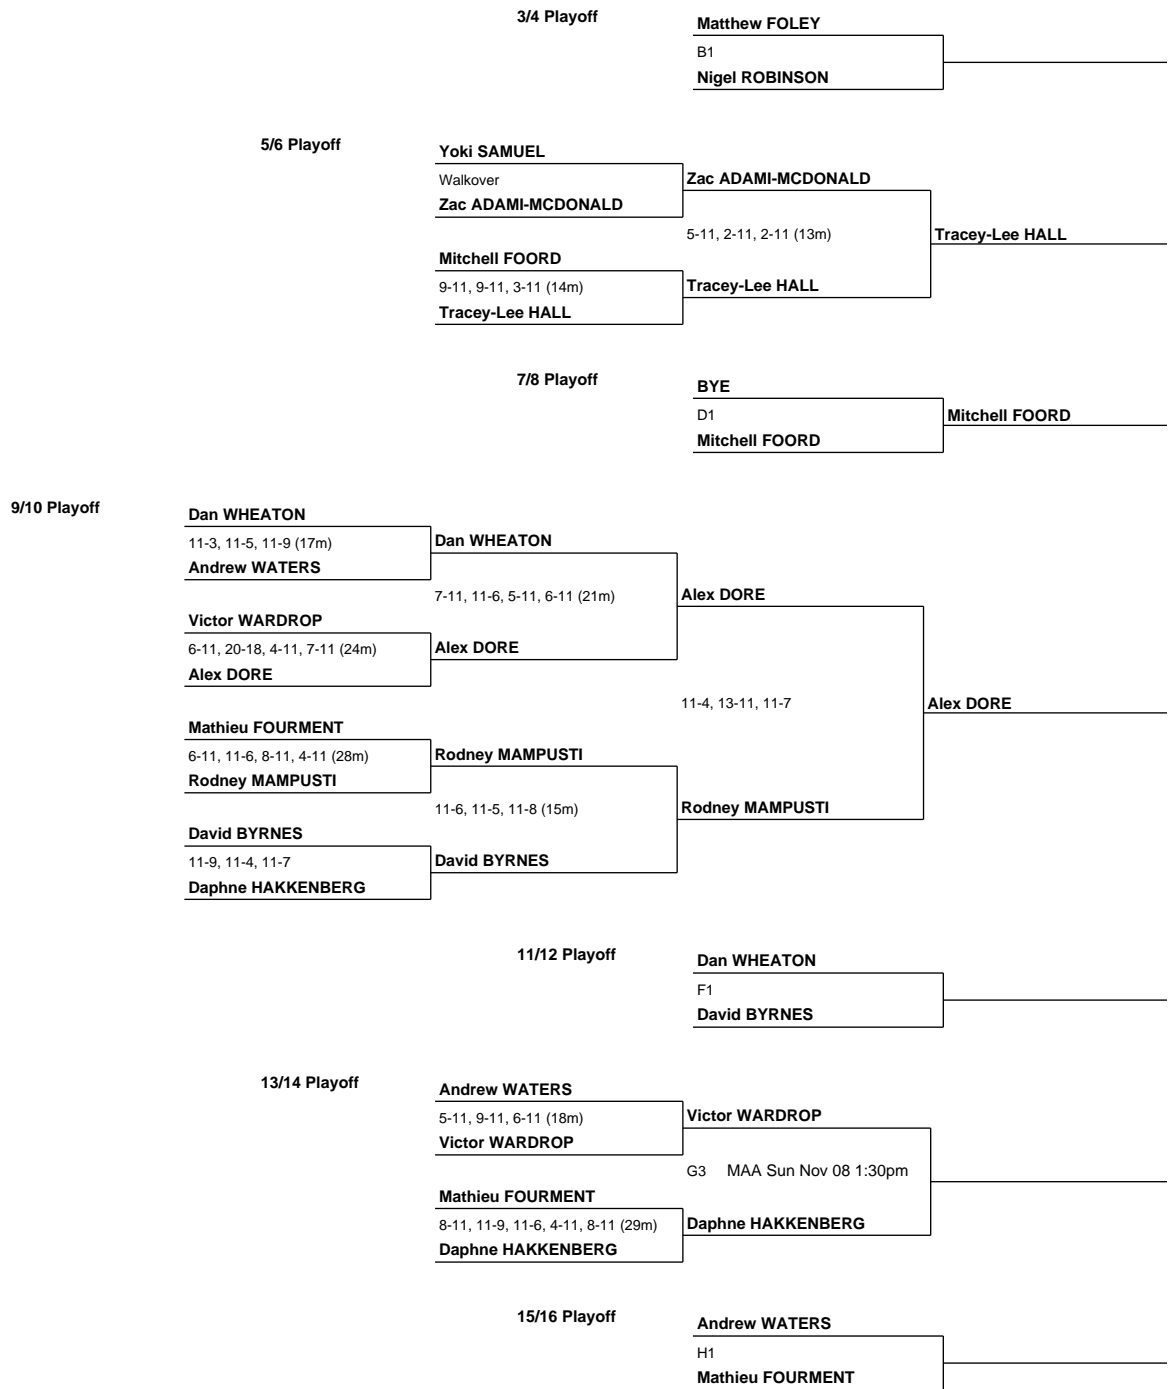 3/4 Playoff
Matthew FOLEY
B1
Nigel ROBINSON
5/6 Playoff
Yoki SAMUEL
Walkover
Zac ADAMI-MCDONALD
Zac ADAMI-MCDONALD
5-11, 2-11, 2-11 (13m)
Tracey-Lee HALL
Mitchell FOORD
9-11, 9-11, 3-11 (14m)
Tracey-Lee HALL
Tracey-Lee HALL
7/8 Playoff
BYE
D1
Mitchell FOORD
Mitchell FOORD
9/10 Playoff
Dan WHEATON
11-3, 11-5, 11-9 (17m)
Dan WHEATON
Andrew WATERS
7-11, 11-6, 5-11, 6-11 (21m)
Alex DORE
Victor WARDROP
6-11, 20-18, 4-11, 7-11 (24m)
Alex DORE
Alex DORE
11-4, 13-11, 11-7
Alex DORE
Mathieu FOURMENT
6-11, 11-6, 8-11, 4-11 (28m)
Rodney MAMPUSTI
Rodney MAMPUSTI
11-6, 11-5, 11-8 (15m)
Rodney MAMPUSTI
David BYRNES
11-9, 11-4, 11-7
David BYRNES
Daphne HAKKENBERG
11/12 Playoff
Dan WHEATON
F1
David BYRNES
13/14 Playoff
Andrew WATERS
5-11, 9-11, 6-11 (18m)
Victor WARDROP
Victor WARDROP
G3 MAA Sun Nov 08 1:30pm
Mathieu FOURMENT
8-11, 11-9, 11-6, 4-11, 8-11 (29m)
Daphne HAKKENBERG
Daphne HAKKENBERG
15/16 Playoff
Andrew WATERS
H1
Mathieu FOURMENT